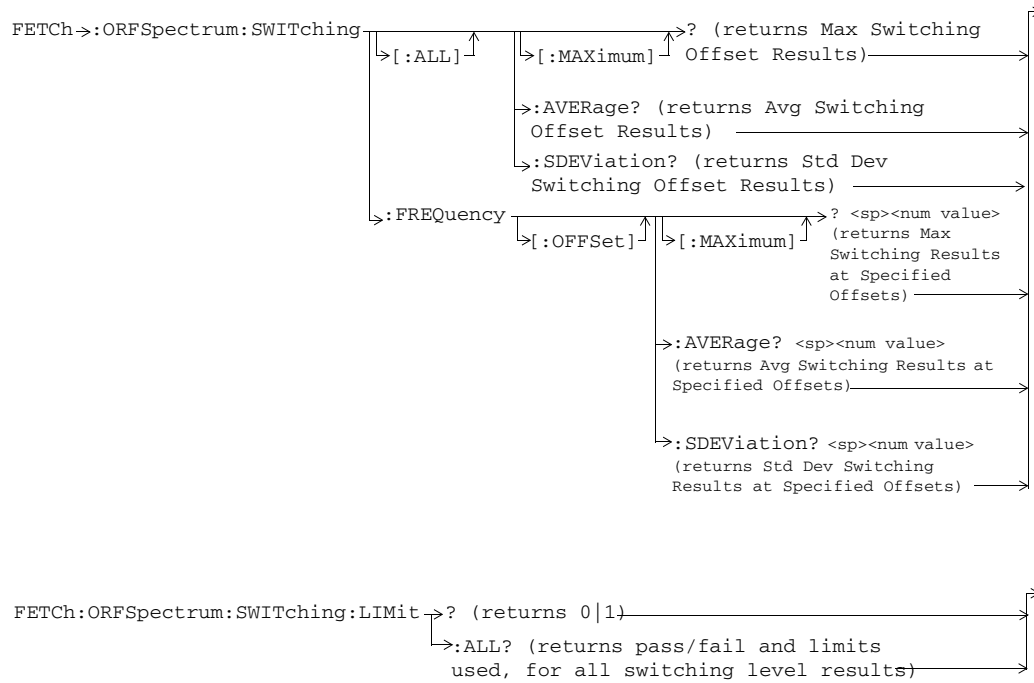 FETCh :ORFSpectrum:SWITching ? (returns Max Switching
[:ALL] [:MAXimum] Offset Results)
:AVERage? (returns Avg Switching
Offset Results)
:SDEViation? (returns Std Dev
Switching Offset Results)
:FREQuency ? <sp><num value>
[:OFFSet] [:MAXimum] (returns Max
Switching Results
at Specified
Offsets)
:AVERage? <sp><num value>
(returns Avg Switching Results at
Specified Offsets)
:SDEViation? <sp><num value>
(returns Std Dev Switching
Results at Specified Offsets)
FETCh:ORFSpectrum:SWITching:LIMit ? (returns 0|1)
:ALL? (returns pass/fail and limits
used, for all switching level results)